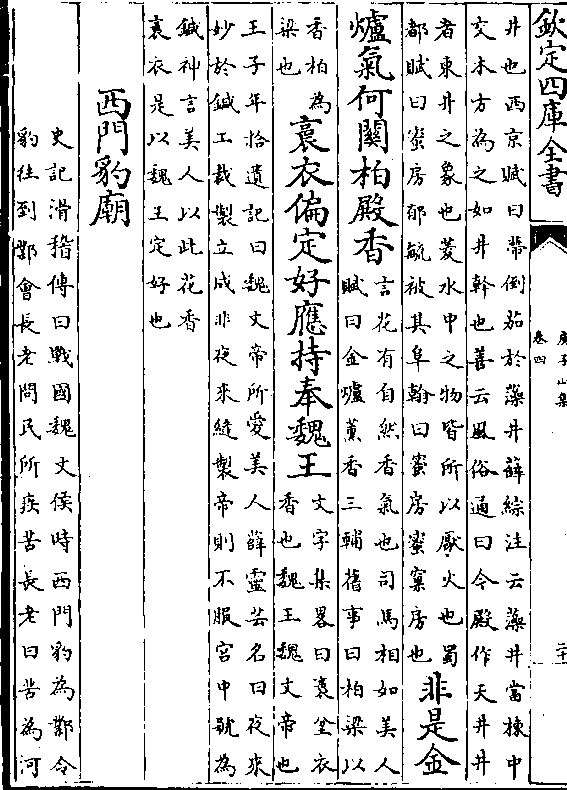 欽定四庫全書
庾子山集
卷四
二十
井也西京賦曰蔕倒茄於藻井薛綜注云藻井當棟中
交木方為之如井幹也善云風俗通曰今殿作天井井
者東井之象也菱水中之物皆所以厭火也蜀
都賦曰蜜房郁毓被其阜翰曰蜜房蜜窠房也
非是金
爐氣何關柏殿香
言花有自然香氣也司馬相如美人
賦曰金爐薰香三輔舊事曰柏梁以
香柏為
梁也
裛衣偏定好應持奉魏王
文字集畧曰裛坌衣
香也魏王魏文帝也
王子年拾遺記曰魏文帝所愛美人薛靈芸名曰夜來
妙於鍼工裁製立成非夜來縫製帝則不服宮中號為
鍼神言美人以此花香
裛衣是以魏王定好也
西門豹廟
史記滑稽傳曰戰國魏文侯時西門豹為鄴令
豹往到鄴會長老問民所疾苦長老曰苦為河